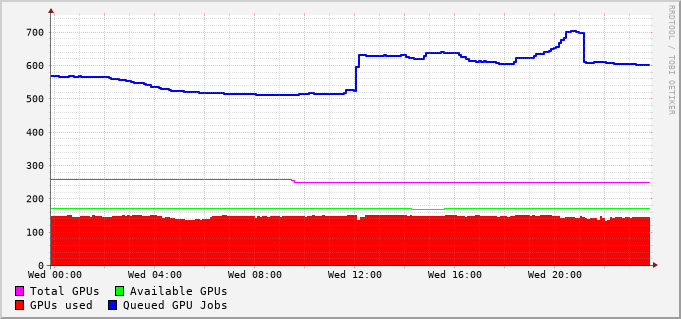 RRDTOOL / TOBI OETIKER
700
600
500
400
300
200
100
0
Wed 00:00 Wed 04:00 Wed 08:00 Wed 12:00 Wed 16:00 Wed 20:00
Total GPUs Available GPUs
GPUs used Queued GPU Jobs